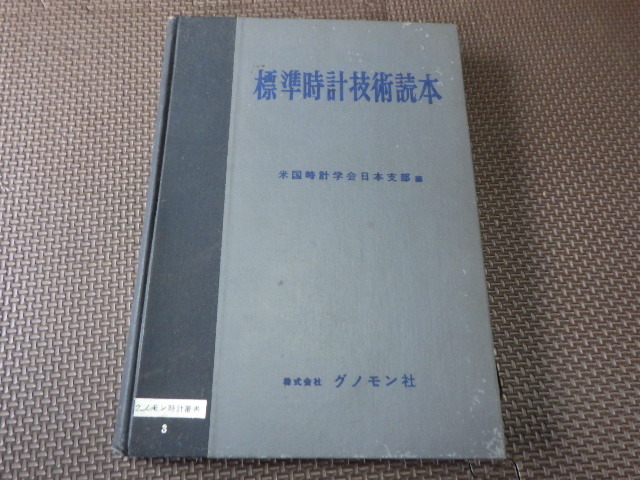 標準時計技術読本
米国時計学会日本支部編
株式会社 グノモン社
グノモン時計叢書
3